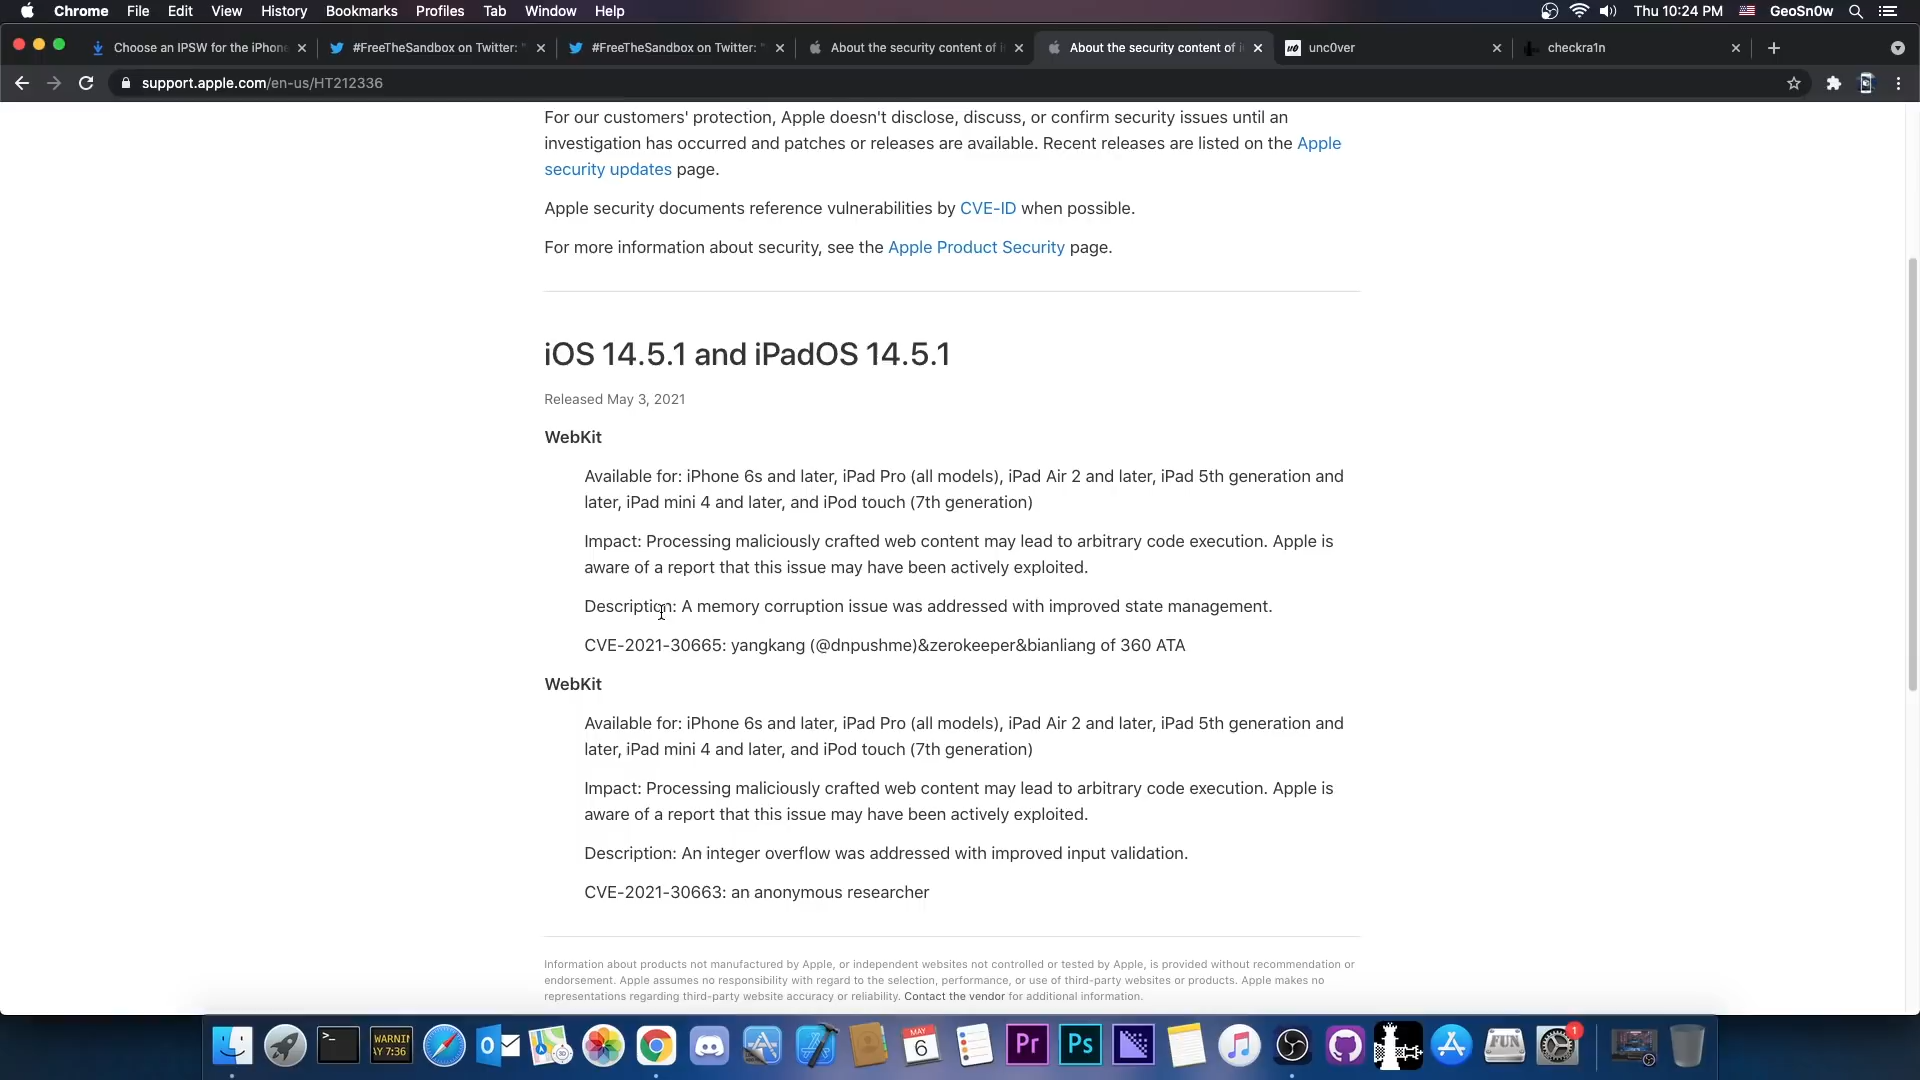 Chrome File Edit View History Bookmarks Profiles Tab Window Help Thu 10:24 PM GeoSn0w
Choose an IPSW for the iPhone #FreeTheSandbox on Twitter: " #FreeTheSandbox on Twitter: " About the security content of i About the security content of i unc0ver checkra1n
support.apple.com/en-us/HT212336
For our customers' protection, Apple doesn't disclose, discuss, or confirm security issues until an
investigation has occurred and patches or releases are available. Recent releases are listed on the Apple
security updates page.
Apple security documents reference vulnerabilities by CVE-ID when possible.
For more information about security, see the Apple Product Security page.
iOS 14.5.1 and iPadOS 14.5.1
Released May 3, 2021
WebKit
Available for: iPhone 6s and later, iPad Pro (all models), iPad Air 2 and later, iPad 5th generation and
later, iPad mini 4 and later, and iPod touch (7th generation)
Impact: Processing maliciously crafted web content may lead to arbitrary code execution. Apple is
aware of a report that this issue may have been actively exploited.
Description: A memory corruption issue was addressed with improved state management.
CVE-2021-30665: yangkang (@dnpushme)&zerokeeper&bianliang of 360 ATA
WebKit
Available for: iPhone 6s and later, iPad Pro (all models), iPad Air 2 and later, iPad 5th generation and
later, iPad mini 4 and later, and iPod touch (7th generation)
Impact: Processing maliciously crafted web content may lead to arbitrary code execution. Apple is
aware of a report that this issue may have been actively exploited.
Description: An integer overflow was addressed with improved input validation.
CVE-2021-30663: an anonymous researcher
Information about products not manufactured by Apple, or independent websites not controlled or tested by Apple, is provided without recommendation or
endorsement. Apple assumes no responsibility with regard to the selection, performance, or use of third-party websites or products. Apple makes no
representations regarding third-party website accuracy or reliability. Contact the vendor for additional information.
WARNIN
AY 7:36
MAY
6
Pr
Ps
FUN
1